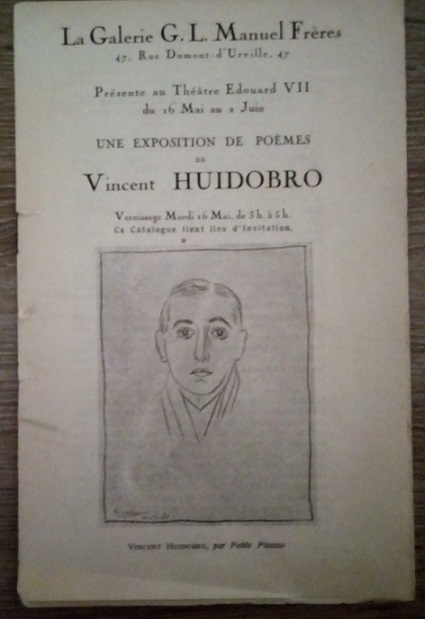 La Galerie G. L. Manuel Frères
47, Rue Dumont-d'Urville, 47
Présente au Théâtre Edouard VII
du 16 Mai au 2 Juin
UNE EXPOSITION DE POÈMES
DE
Vincent HUIDOBRO
Vernissage Mardi 16 Mai, de 3 h. à 5 h.
Ce Catalogue tient lieu d'Invitation.
VINCENT HUIDOBRO, par Pablo Picasso